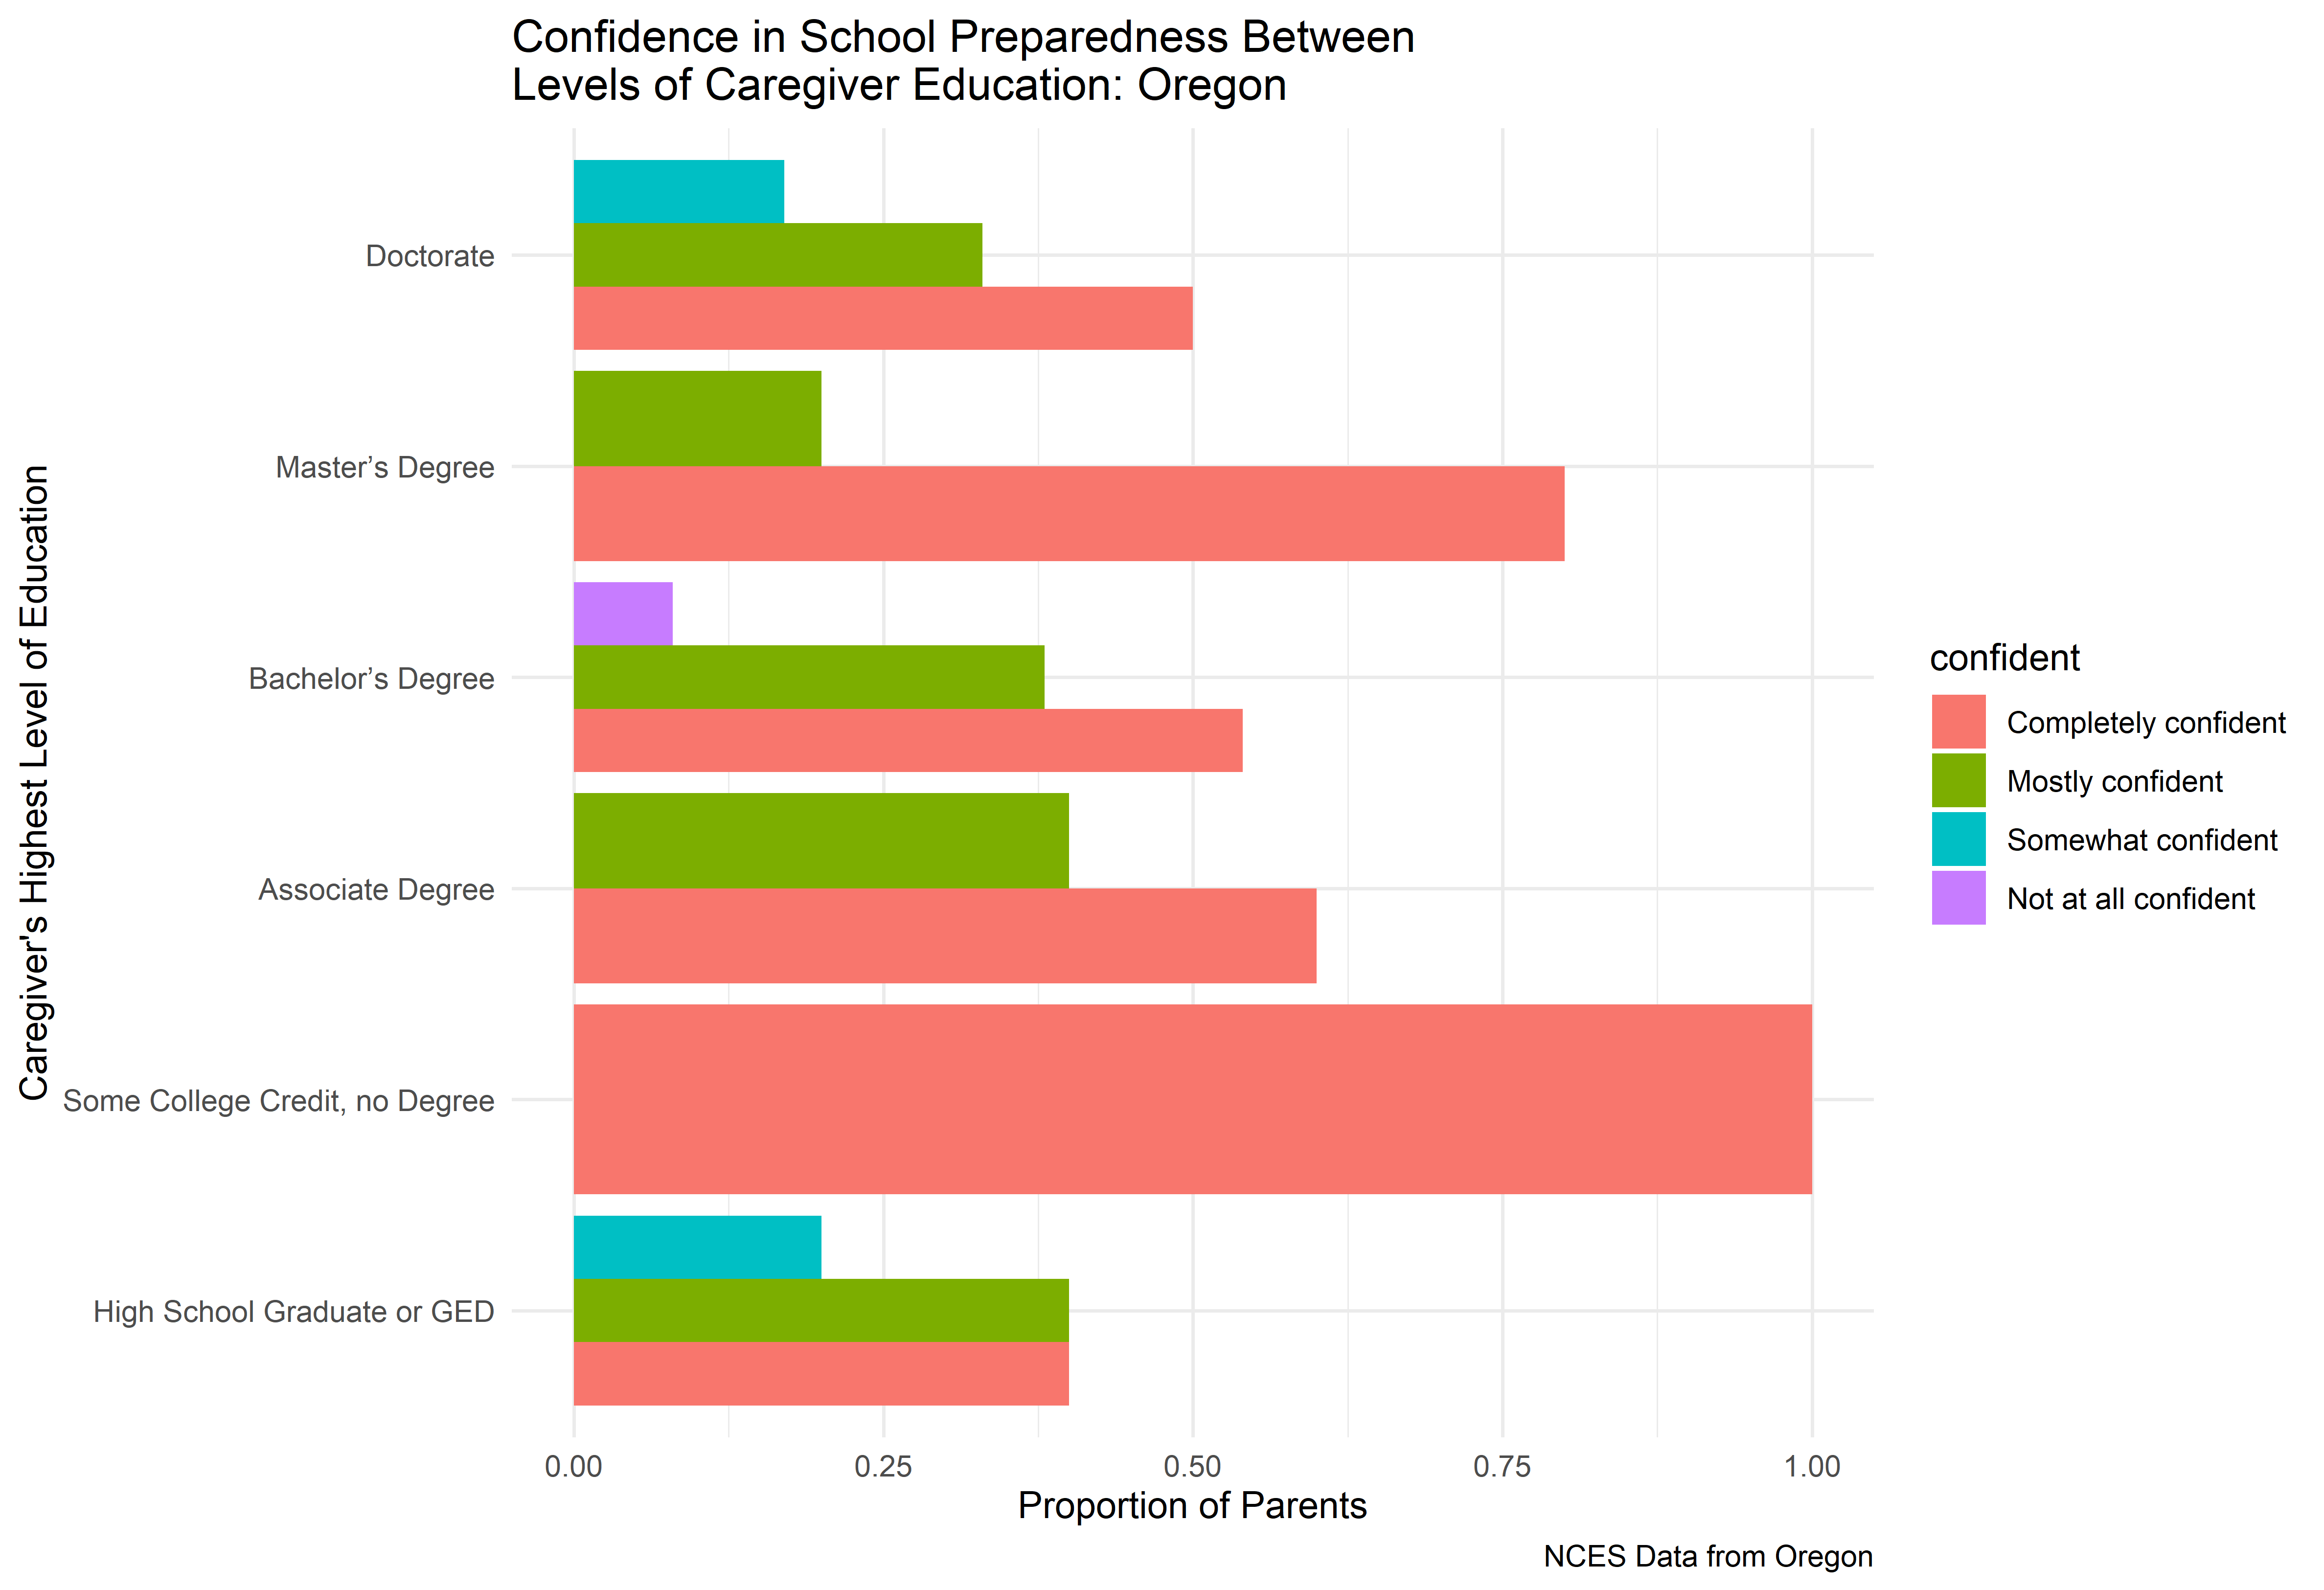 Confidence in School Preparedness Between
Levels of Caregiver Education: Oregon
Caregiver's Highest Level of Education
Doctorate
Master’s Degree
Bachelor’s Degree
Associate Degree
Some College Credit, no Degree
High School Graduate or GED
0.00 0.25 0.50 0.75 1.00
Proportion of Parents
confident
Completely confident
Mostly confident
Somewhat confident
Not at all confident
NCES Data from Oregon